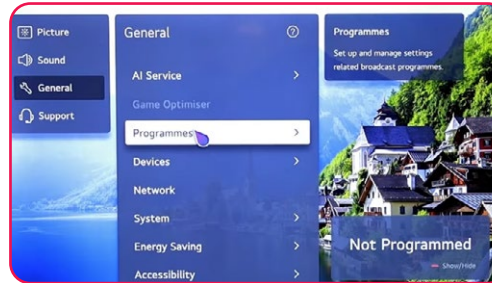 Picture
Sound
General
Support
General
AI Service
Game Optimiser
Programmes
Devices
Network
System
Energy Saving
Accessibility
Programmes
Set up and manage settings
related broadcast programmes.
Not Programmed
Show/Hide